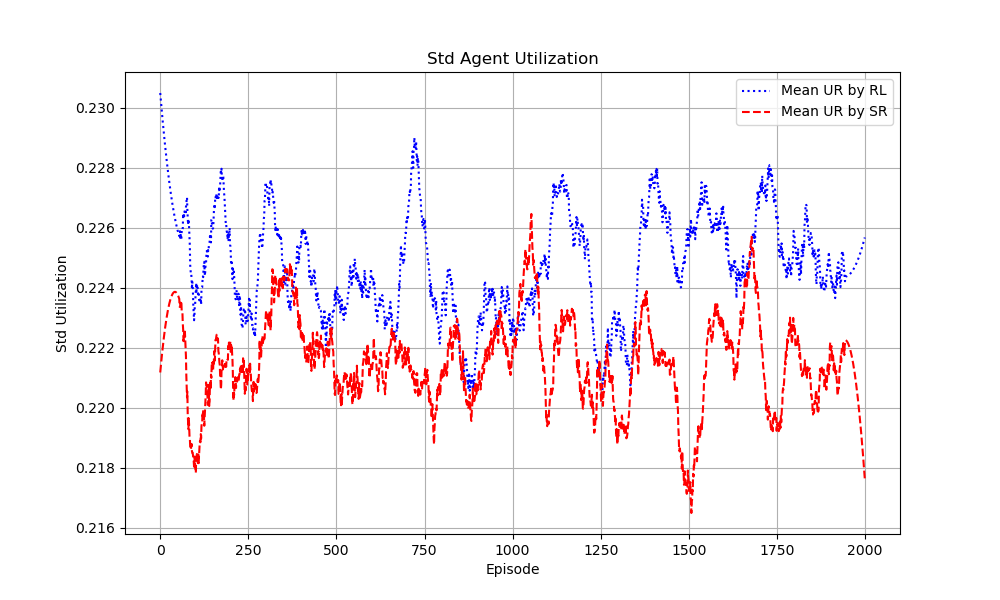 Std Agent Utilization
Mean UR by RL
Mean UR by SR
0.230
0.228
0.226
0.224
0.222
0.220
0.218
0.216
Std Utilization
0 250 500 750 1000 1250 1500 1750 2000
Episode